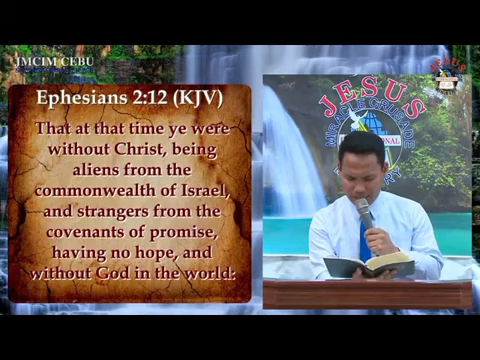 JMCIM CEBU
JESUS
Ephesians 2:12 (KJV)
That at that time ye were
without Christ, being
aliens from the
commonwealth of Israel,
and strangers from the
covenants of promise,
having no hope, and
without God in the world:
JESUS
MIRACLE CRUSADE